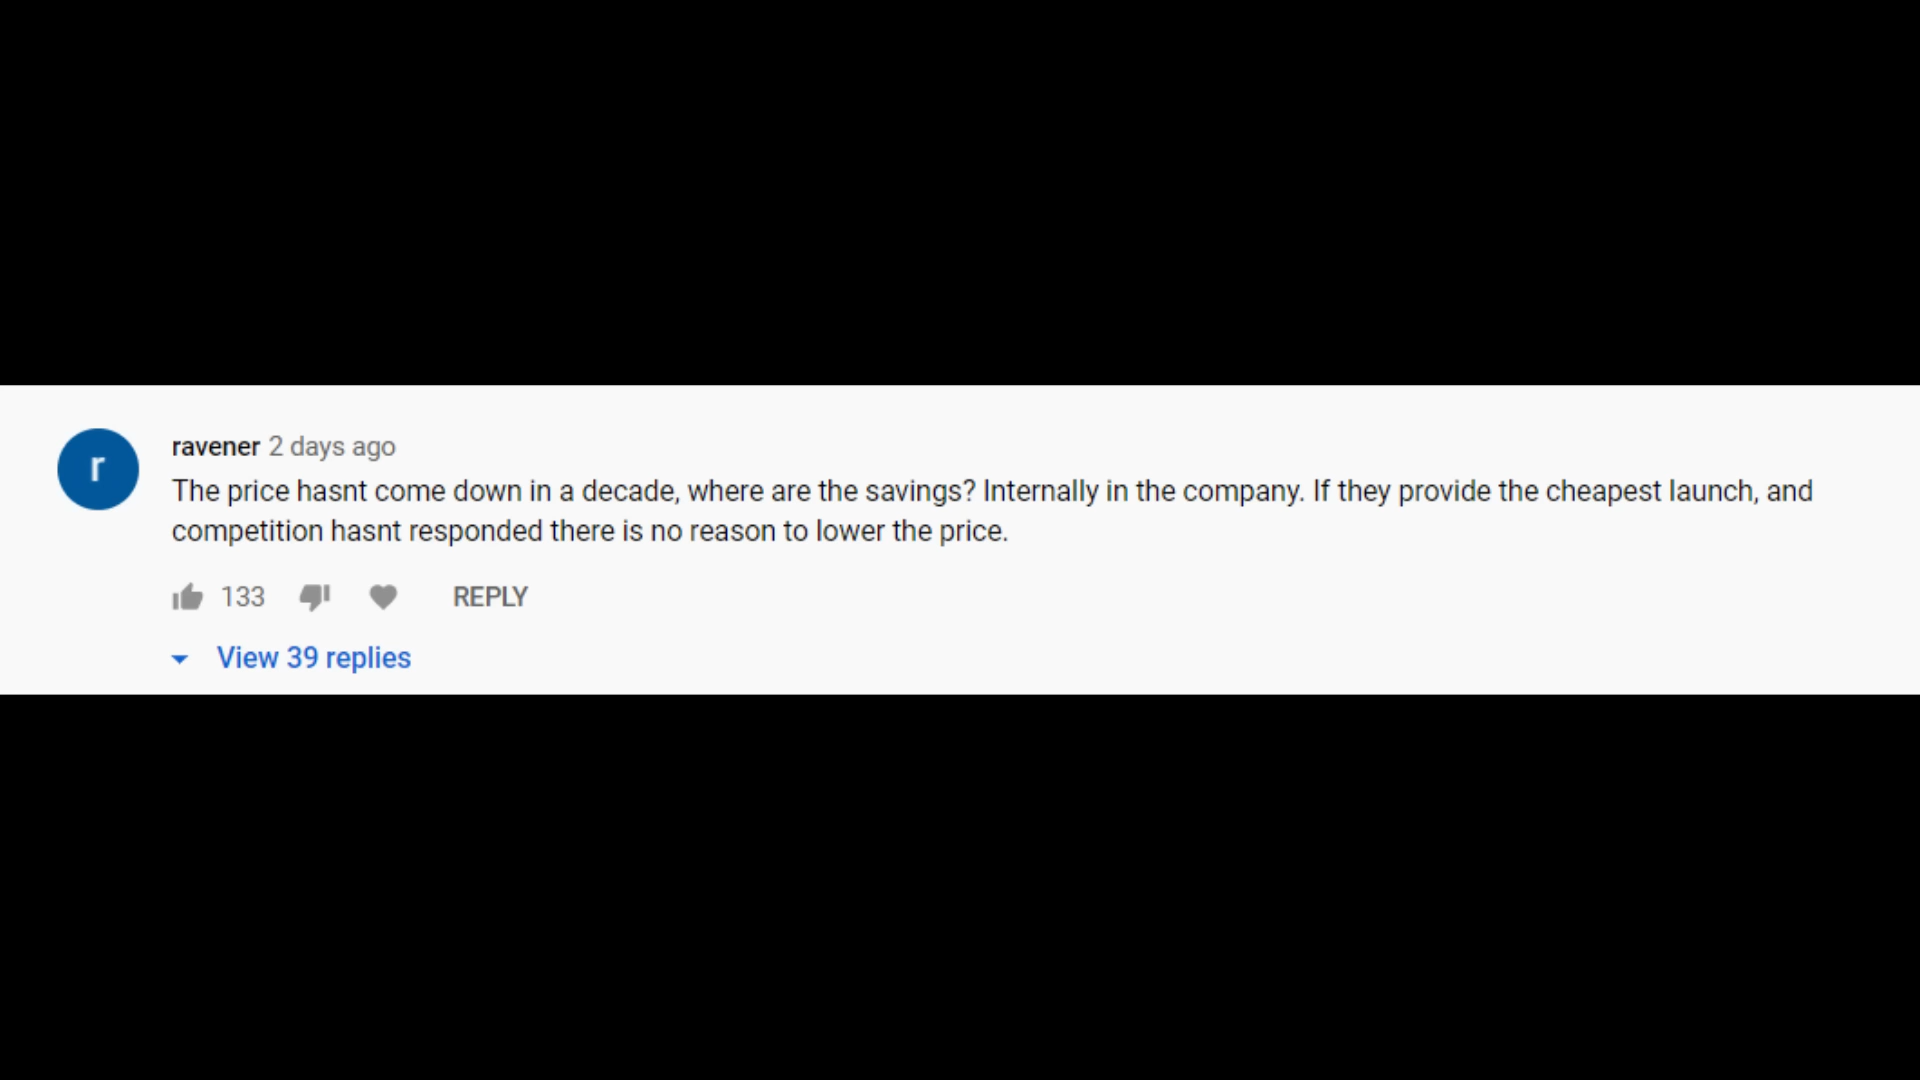 r
ravener 2 days ago
The price hasnt come down in a decade, where are the savings? Internally in the company. If they provide the cheapest launch, and
competition hasnt responded there is no reason to lower the price.
133 REPLY
View 39 replies